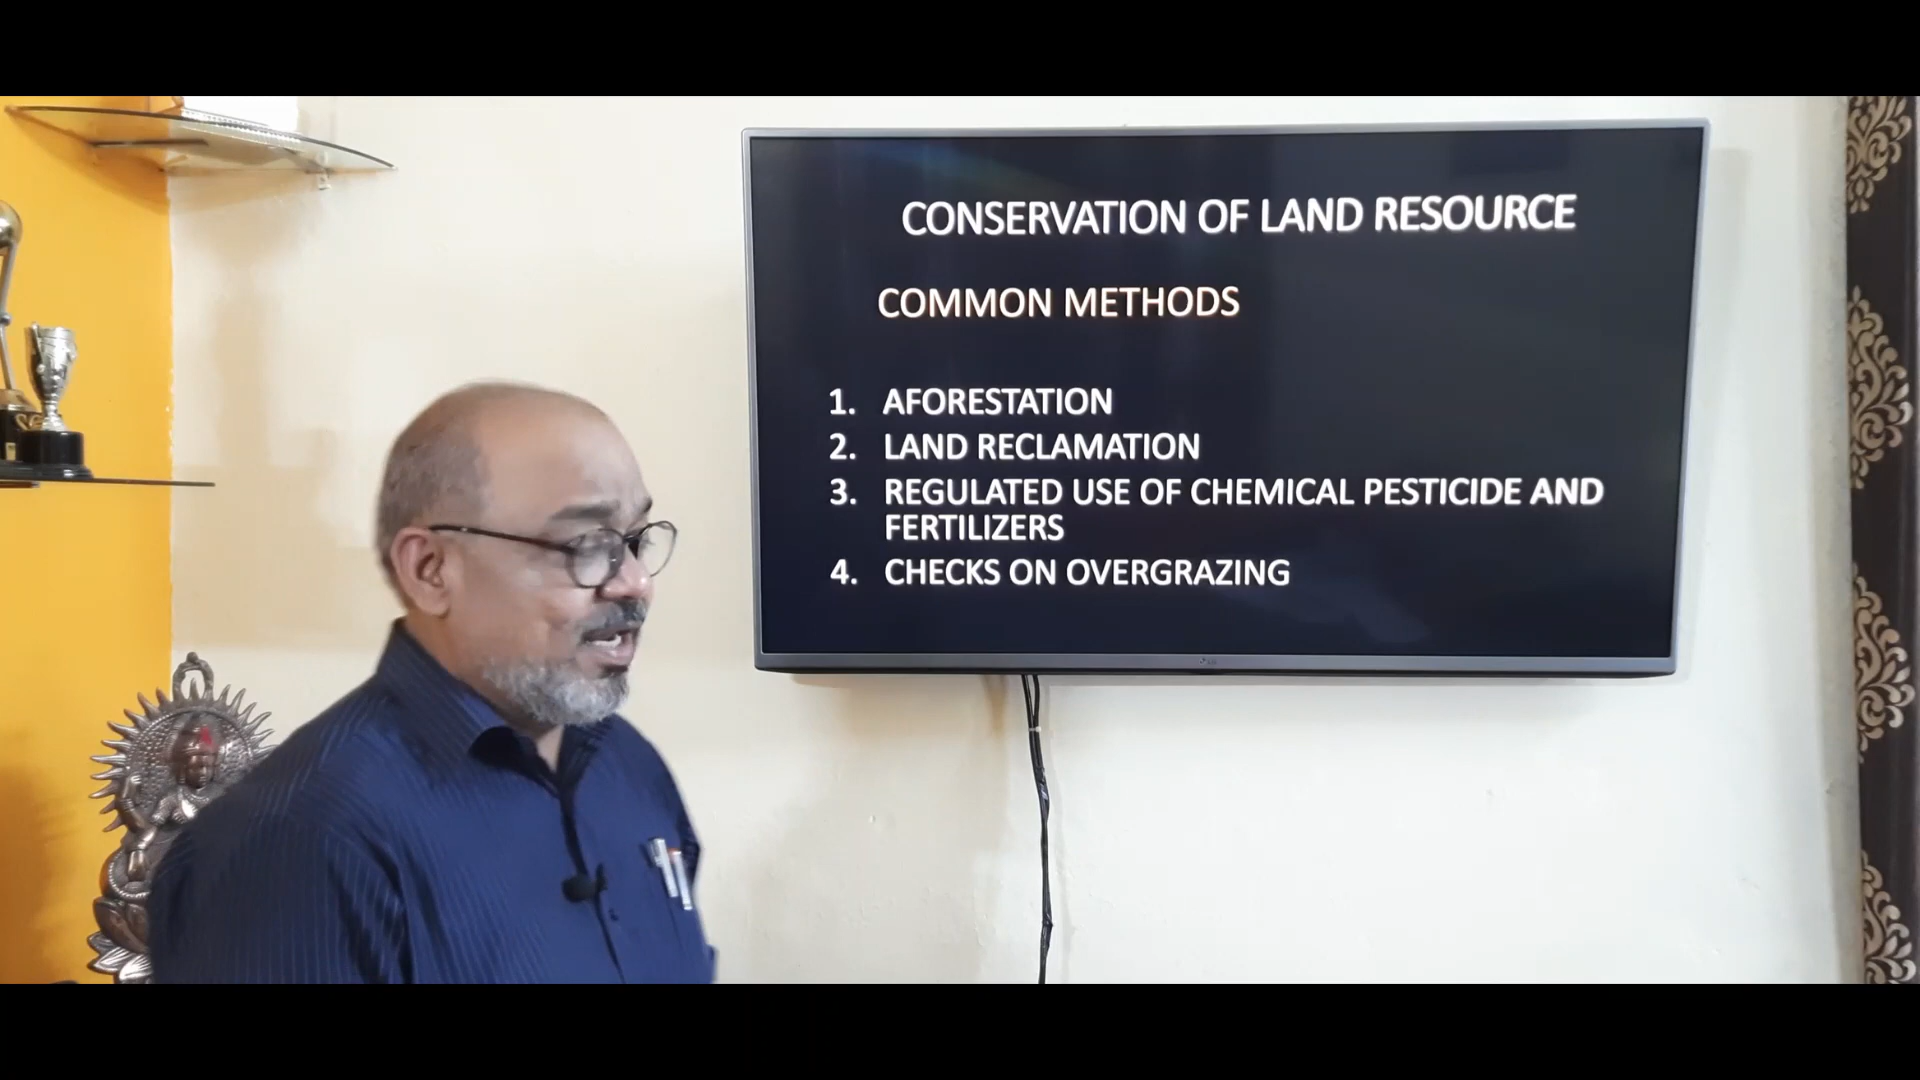 CONSERVATION OF LAND RESOURCE
COMMON METHODS
1. AFORESTATION
2. LAND RECLAMATION
3. REGULATED USE OF CHEMICAL PESTICIDE AND
FERTILIZERS
4. CHECKS ON OVERGRAZING
LG